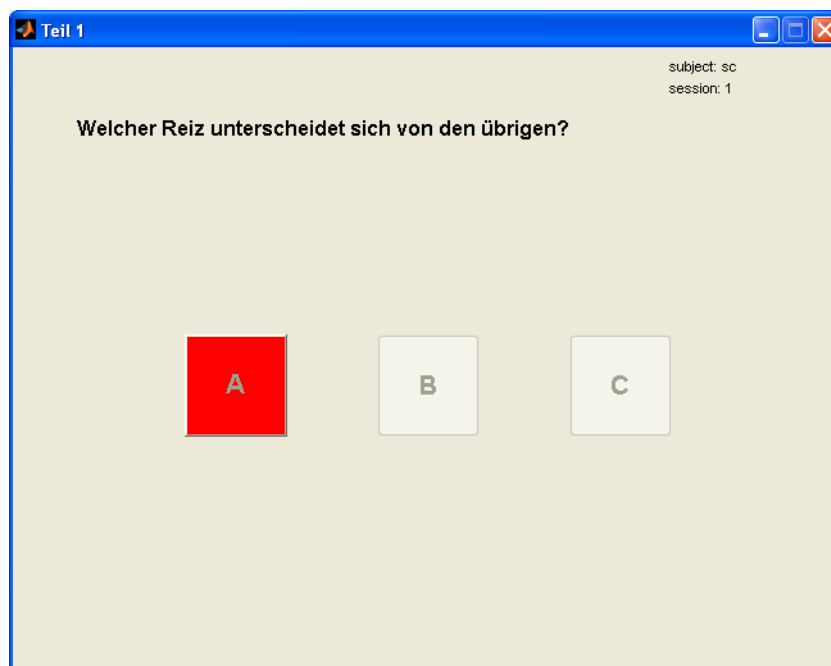 Teil 1
subject: sc
session: 1
Welcher Reiz unterscheidet sich von den übrigen?
A
B
C